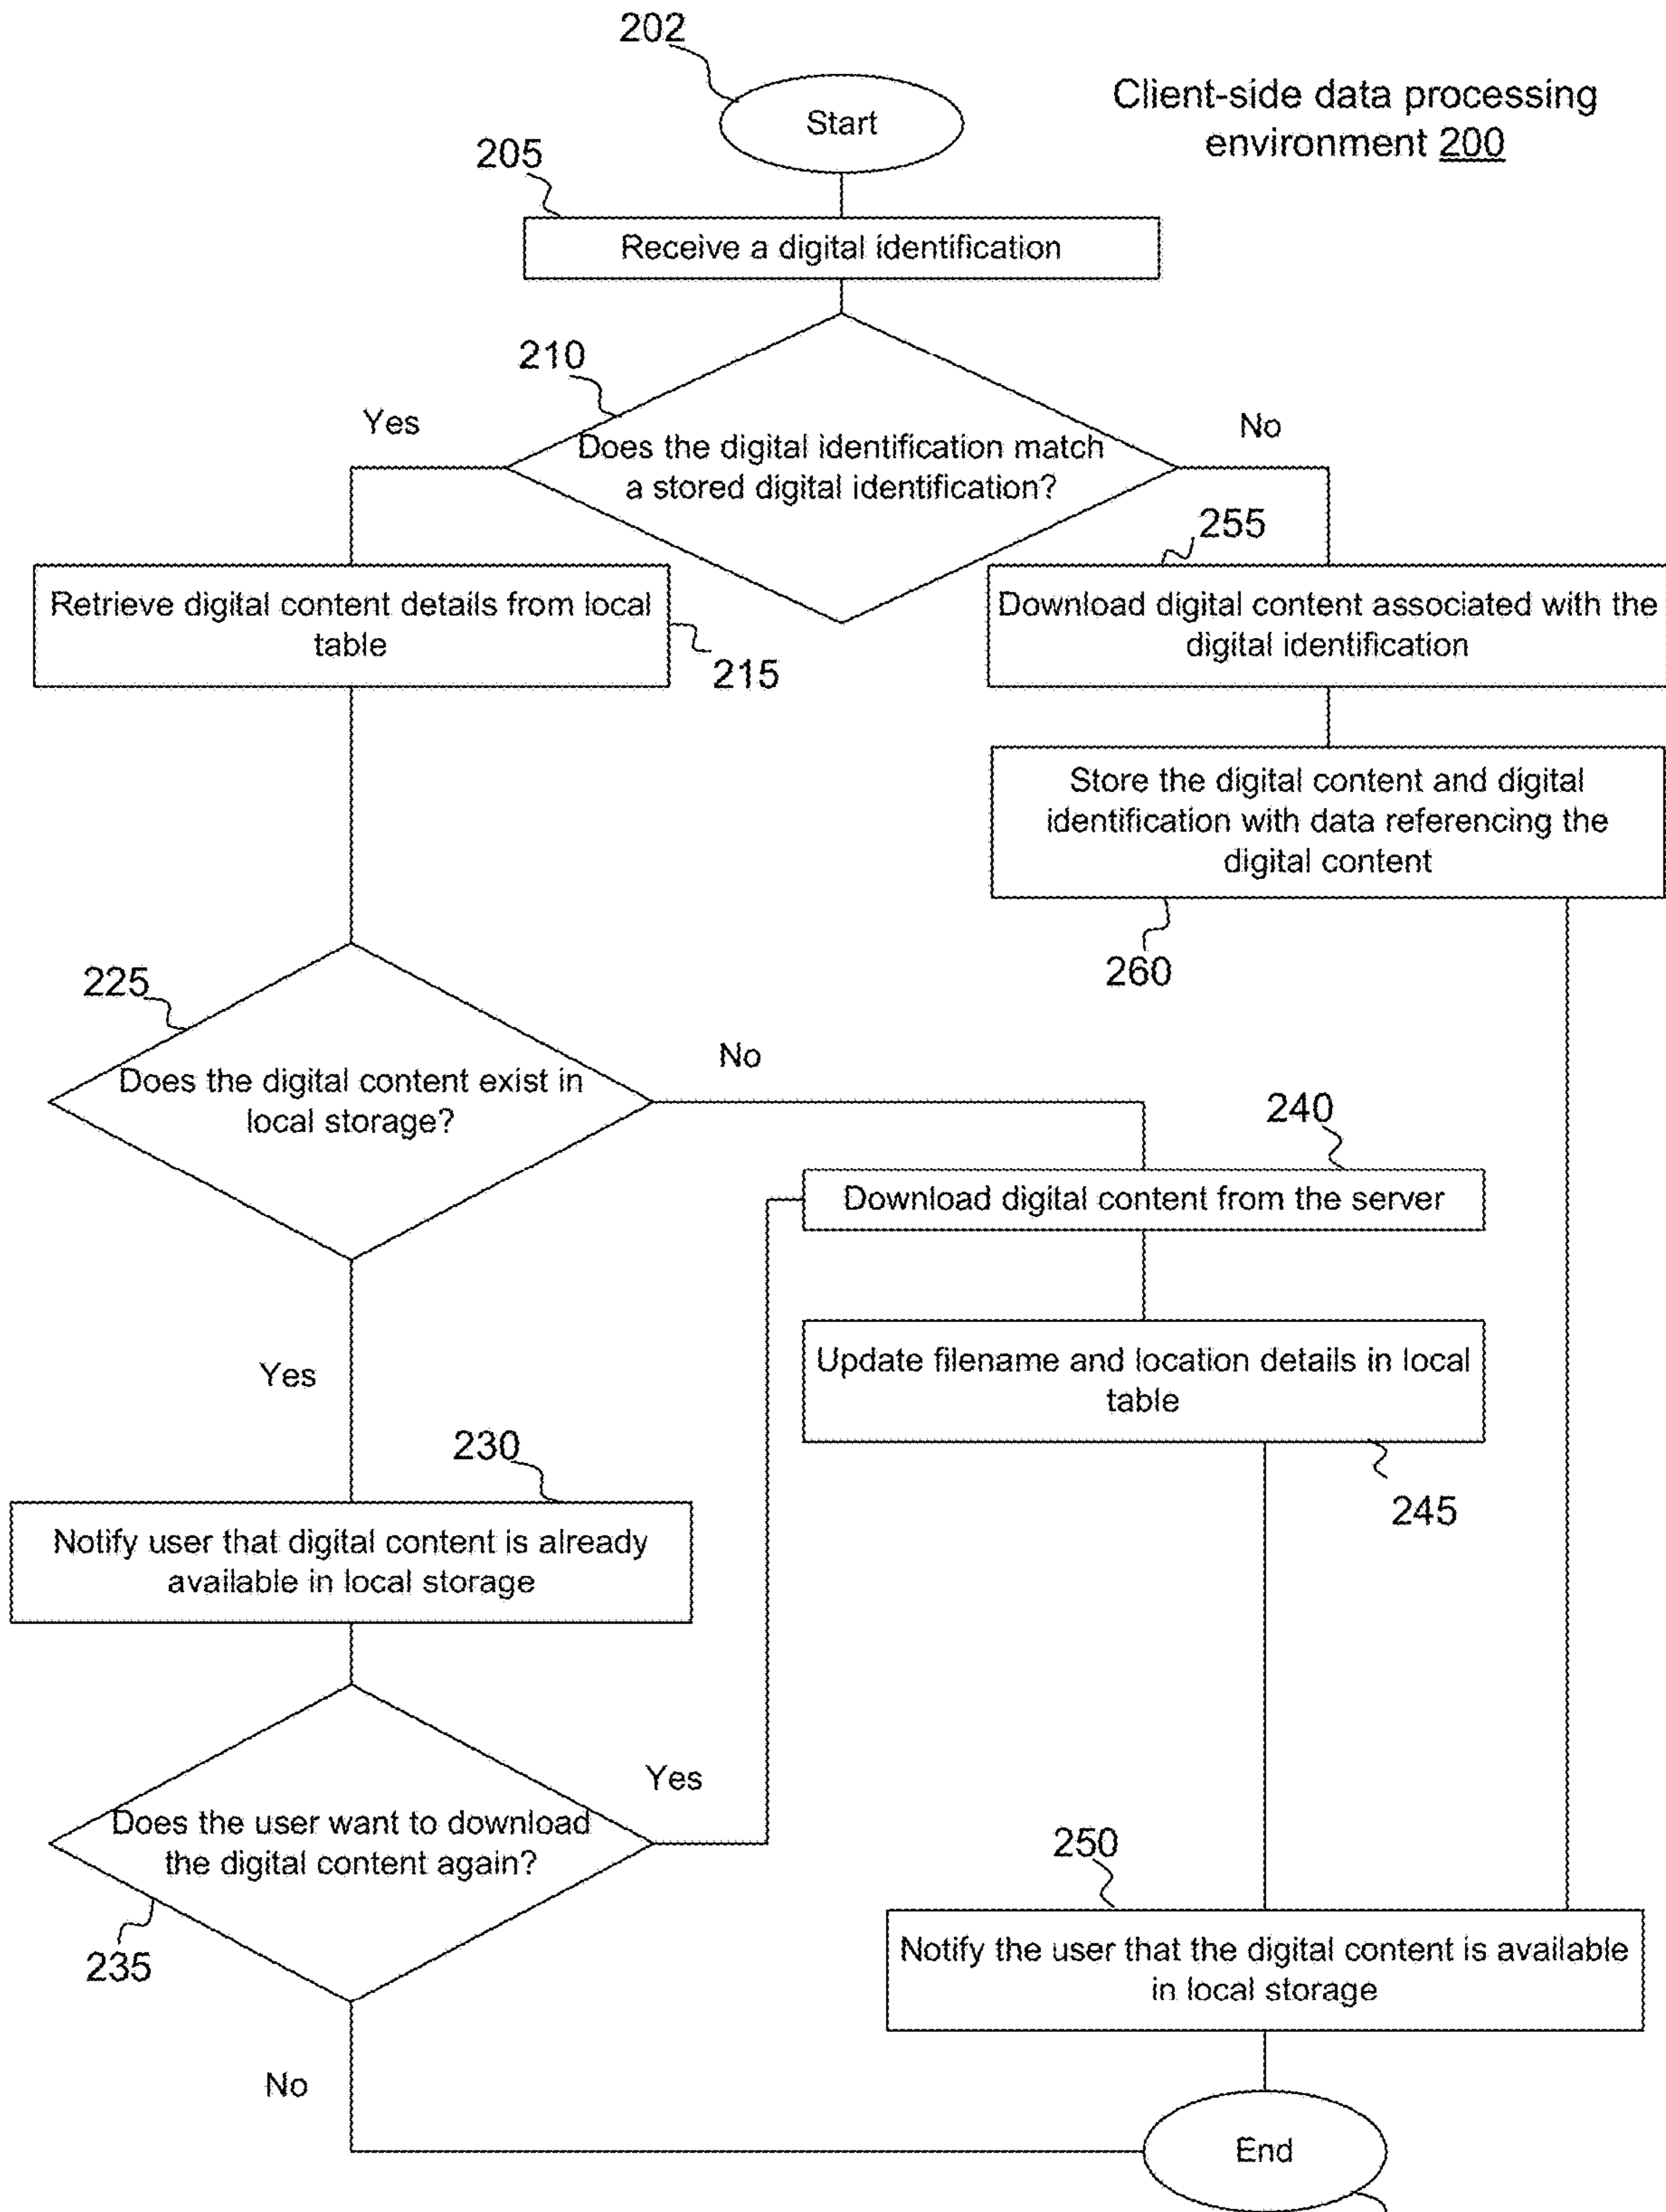 202
Start
Client-side data processing
environment 200
205
Receive a digital identification
210
Yes
No
Does the digital identification match
a stored digital identification?
255
Retrieve digital content details from local
table
215
Download digital content associated with the
digital identification
Store the digital content and digital
identification with data referencing the
digital content
260
225
No
Does the digital content exist in
local storage?
240
Download digital content from the server
Yes
Update filename and location details in local
table
245
230
Notify user that digital content is already
available in local storage
Yes
Does the user want to download
the digital content again?
235
250
Notify the user that the digital content is available
in local storage
No
End